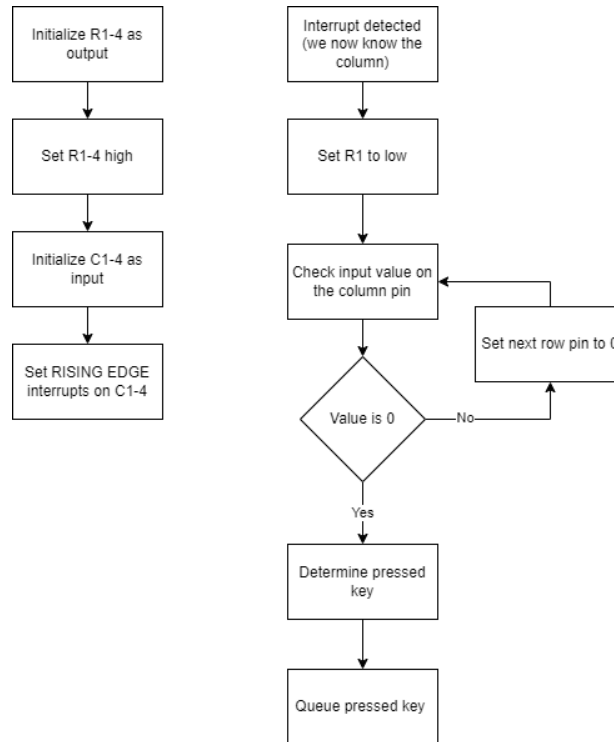 Initialize R1-4 as
output
Set R1-4 high
Initialize C1-4 as
input
Set RISING EDGE
interrupts on C1-4
Interrupt detected
(we now know the
column)
Set R1 to low
Check input value on
the column pin
Set next row pin to 0
Value is 0
No
Yes
Determine pressed
key
Queue pressed key